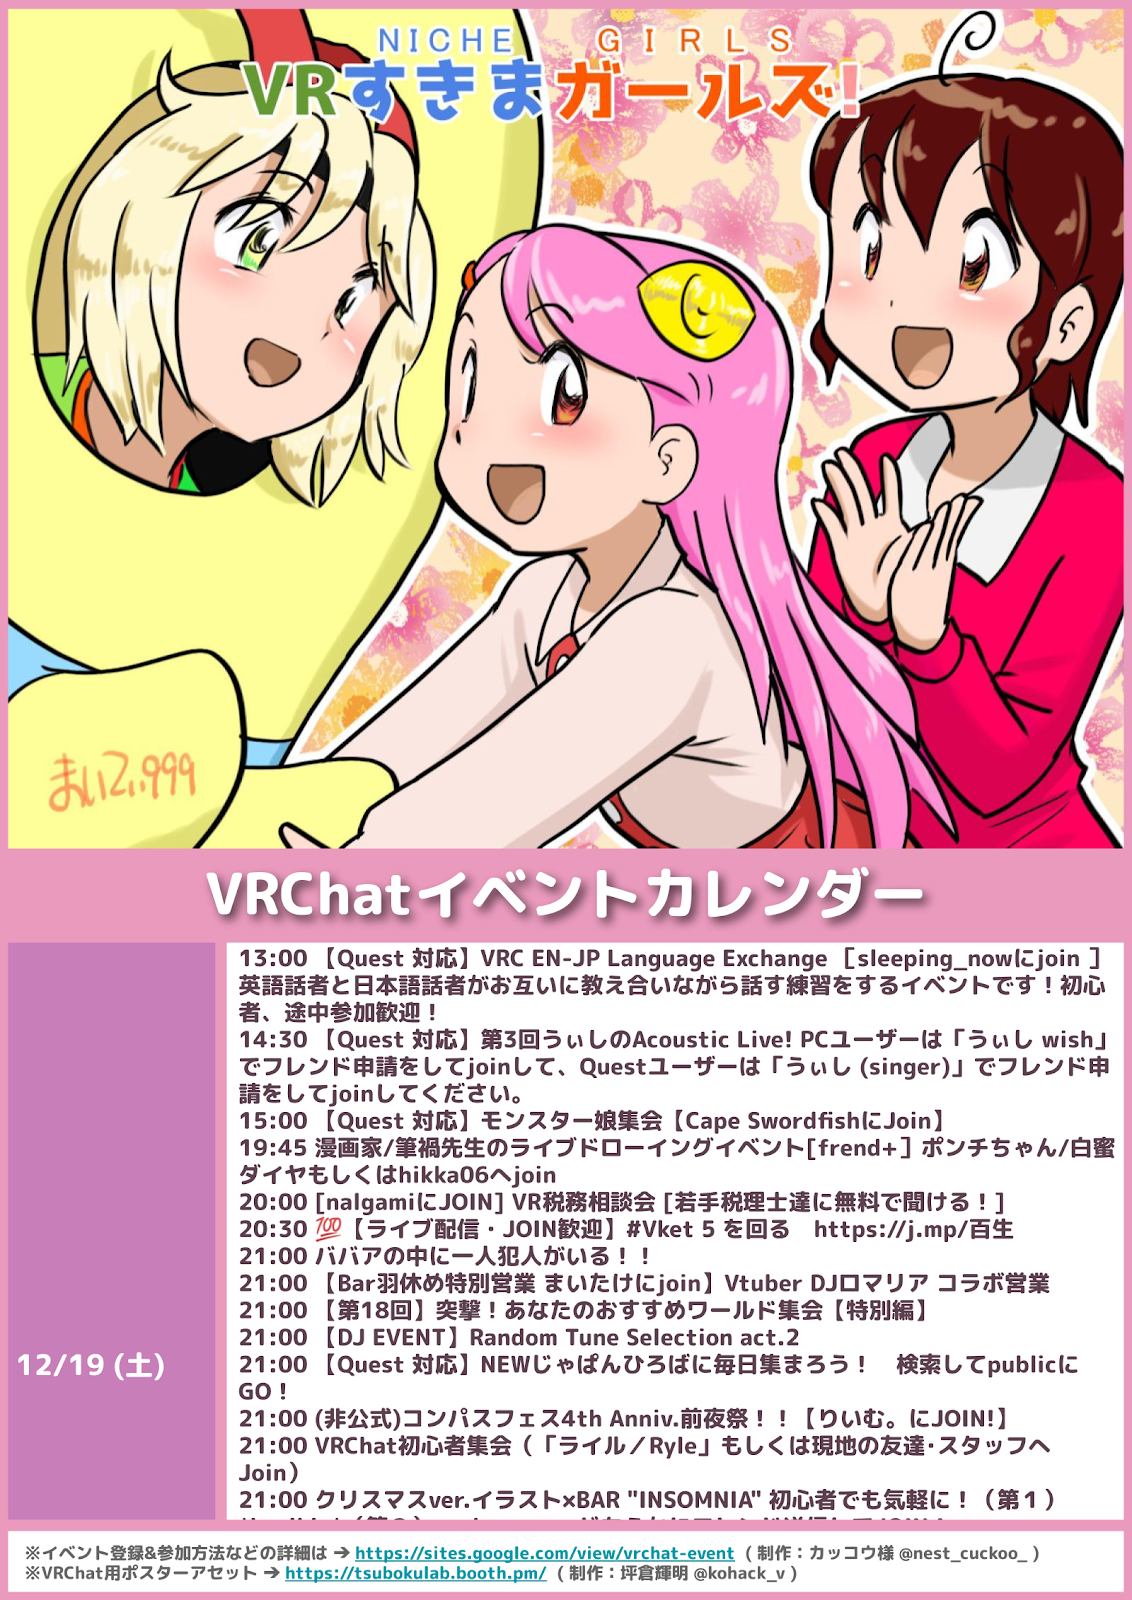 NICHE GIRLS
VRすきまガールズ!
まいてぃ999
VRChatイベントカレンダー
12/19 (土)
13:00 【Quest 対応】VRC EN-JP Language Exchange ［sleeping_nowにjoin ］
英語話者と日本語話者がお互いに教え合いながら話す練習をするイベントです！初心
者、途中参加歓迎！
14:30 【Quest 対応】第3回うぃしのAcoustic Live! PCユーザーは「うぃし wish」
でフレンド申請をしてjoinして、Questユーザーは「うぃし (singer)」でフレンド申
請をしてjoinしてください。
15:00 【Quest 対応】モンスター娘集会【Cape SwordfishにJoin】
19:45 漫画家/筆禍先生のライブドローイングイベント[frend+］ポンチちゃん/白蜜
ダイヤもしくはhikka06へjoin
20:00 [nalgamiにJOIN] VR税務相談会 [若手税理士達に無料で聞ける！]
20:30 💯【ライブ配信・JOIN歓迎】#Vket 5 を回る　https://j.mp/百生
21:00 ババアの中に一人犯人がいる！！
21:00 【Bar羽休め特別営業 まいたけにjoin】Vtuber DJロマリア コラボ営業
21:00 【第18回】突撃！あなたのおすすめワールド集会【特別編】
21:00 【DJ EVENT】Random Tune Selection act.2
21:00 【Quest 対応】NEWじゃぱんひろばに毎日集まろう！　検索してpublicに
GO！
21:00 (非公式)コンパスフェス4th Anniv.前夜祭！！【りいむ。にJOIN!】
21:00 VRChat初心者集会（「ライル／Ryle」もしくは現地の友達･スタッフへ
Join）
21:00 クリスマスver.イラスト×BAR "INSOMNIA" 初心者でも気軽に！（第１）
※イベント登録&参加方法などの詳細は ➔ https://sites.google.com/view/vrchat-event （ 制作：カッコウ様 @nest_cuckoo_ )
※VRChat用ポスターアセット ➔ https://tsubokulab.booth.pm/ （ 制作：坪倉輝明 @kohack_v )